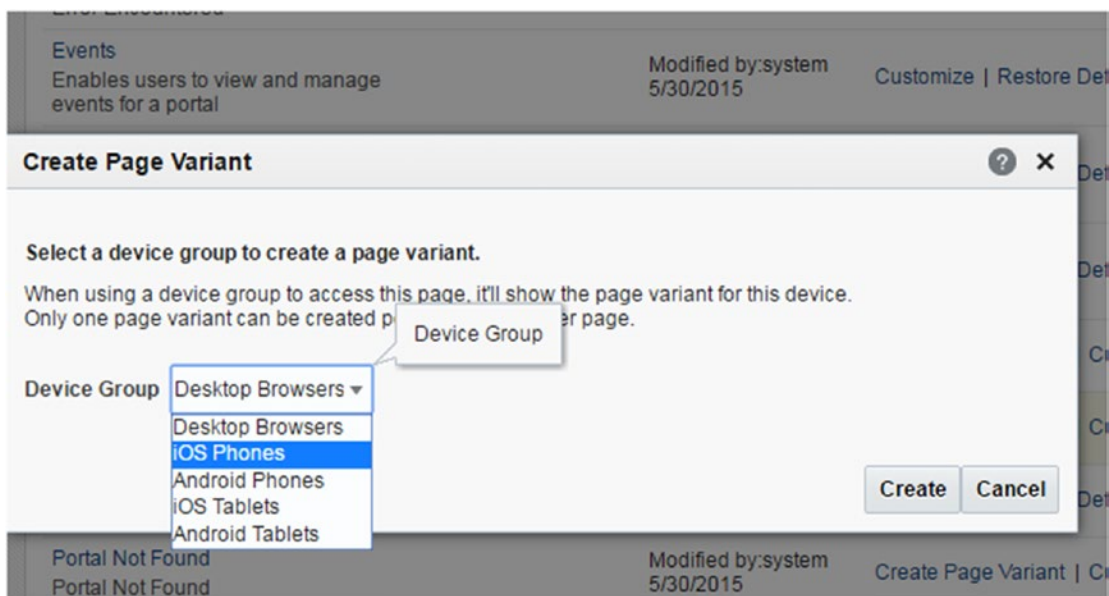 Events
Enables users to view and manage
events for a portal
Modified by:system
5/30/2015
Customize | Restore
Create Page Variant
?
Select a device group to create a page variant.
When using a device group to access this page, it'll show the page variant for this device.
Only one page variant can be created per page.
Device Group
Device Group Desktop Browsers
Desktop Browsers
iOS Phones
Android Phones
iOS Tablets
Android Tablets
Create Cancel
Portal Not Found
Portal Not Found
Modified by:system
5/30/2015
Create Page Variant |